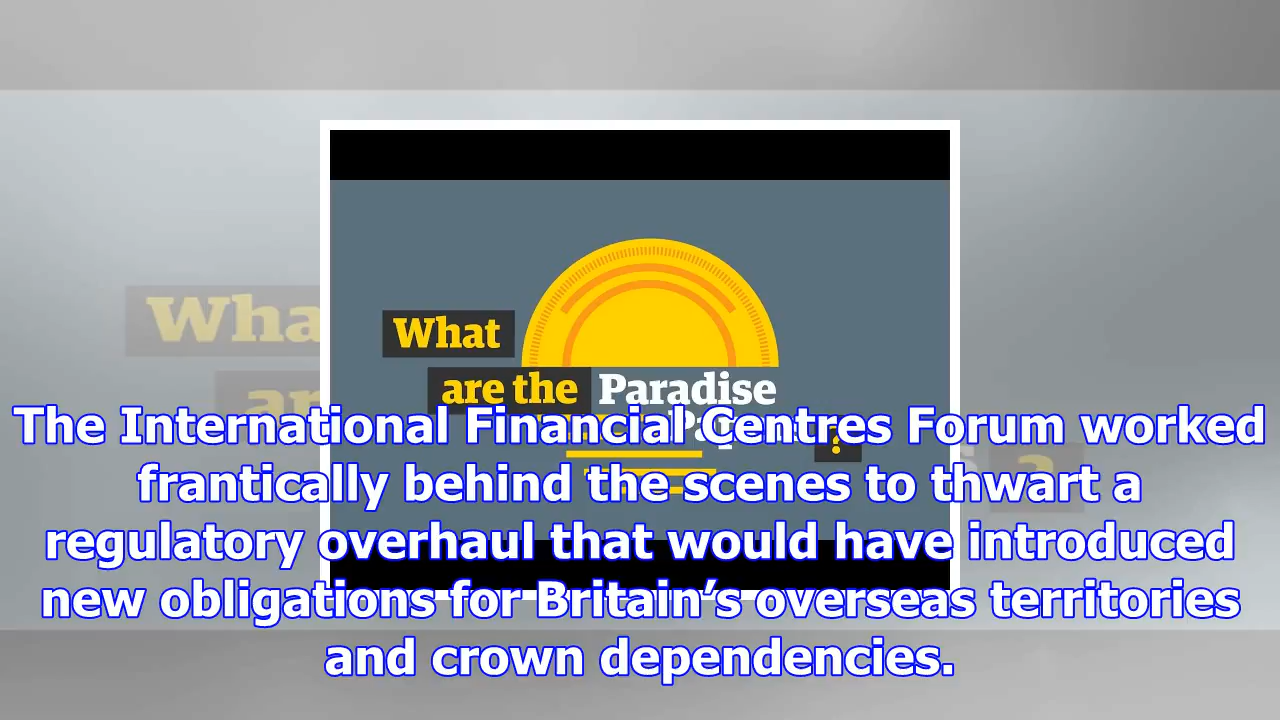 What
are the Paradise
?
The International Financial Centres Forum worked
frantically behind the scenes to thwart a
regulatory overhaul that would have introduced
new obligations for Britain’s overseas territories
and crown dependencies.